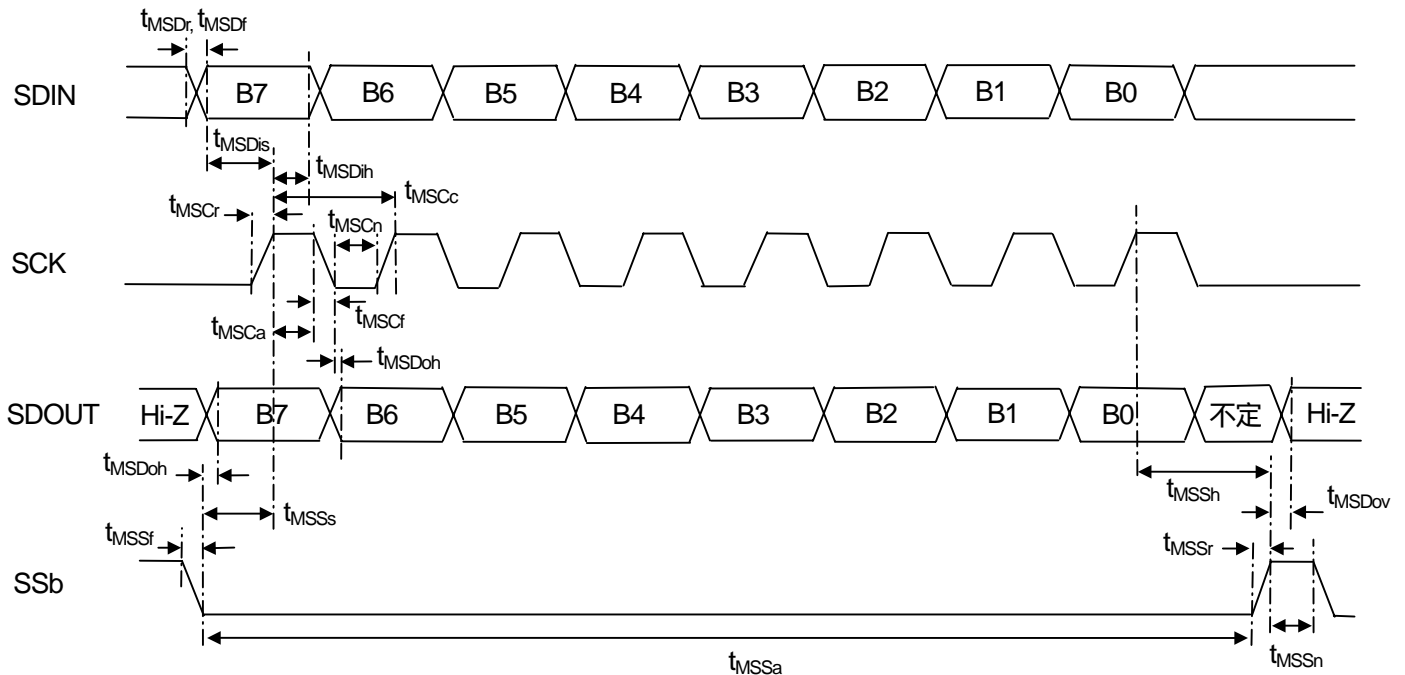 tMSDr, tMSDf
SDIN B7 B6 B5 B4 B3 B2 B1 B0
tMSDis
tMSDih
tMSCc
tMSCr
tMSCn
SCK
tMSCf
tMSCa
tMSDoh
SDOUT Hi-Z B7 B6 B5 B4 B3 B2 B1 B0 不定 Hi-Z
tMSDoh
tMSSh
tMSDov
tMSSs
tMSSf
tMSSr
SSb
tMSSa
tMSSn